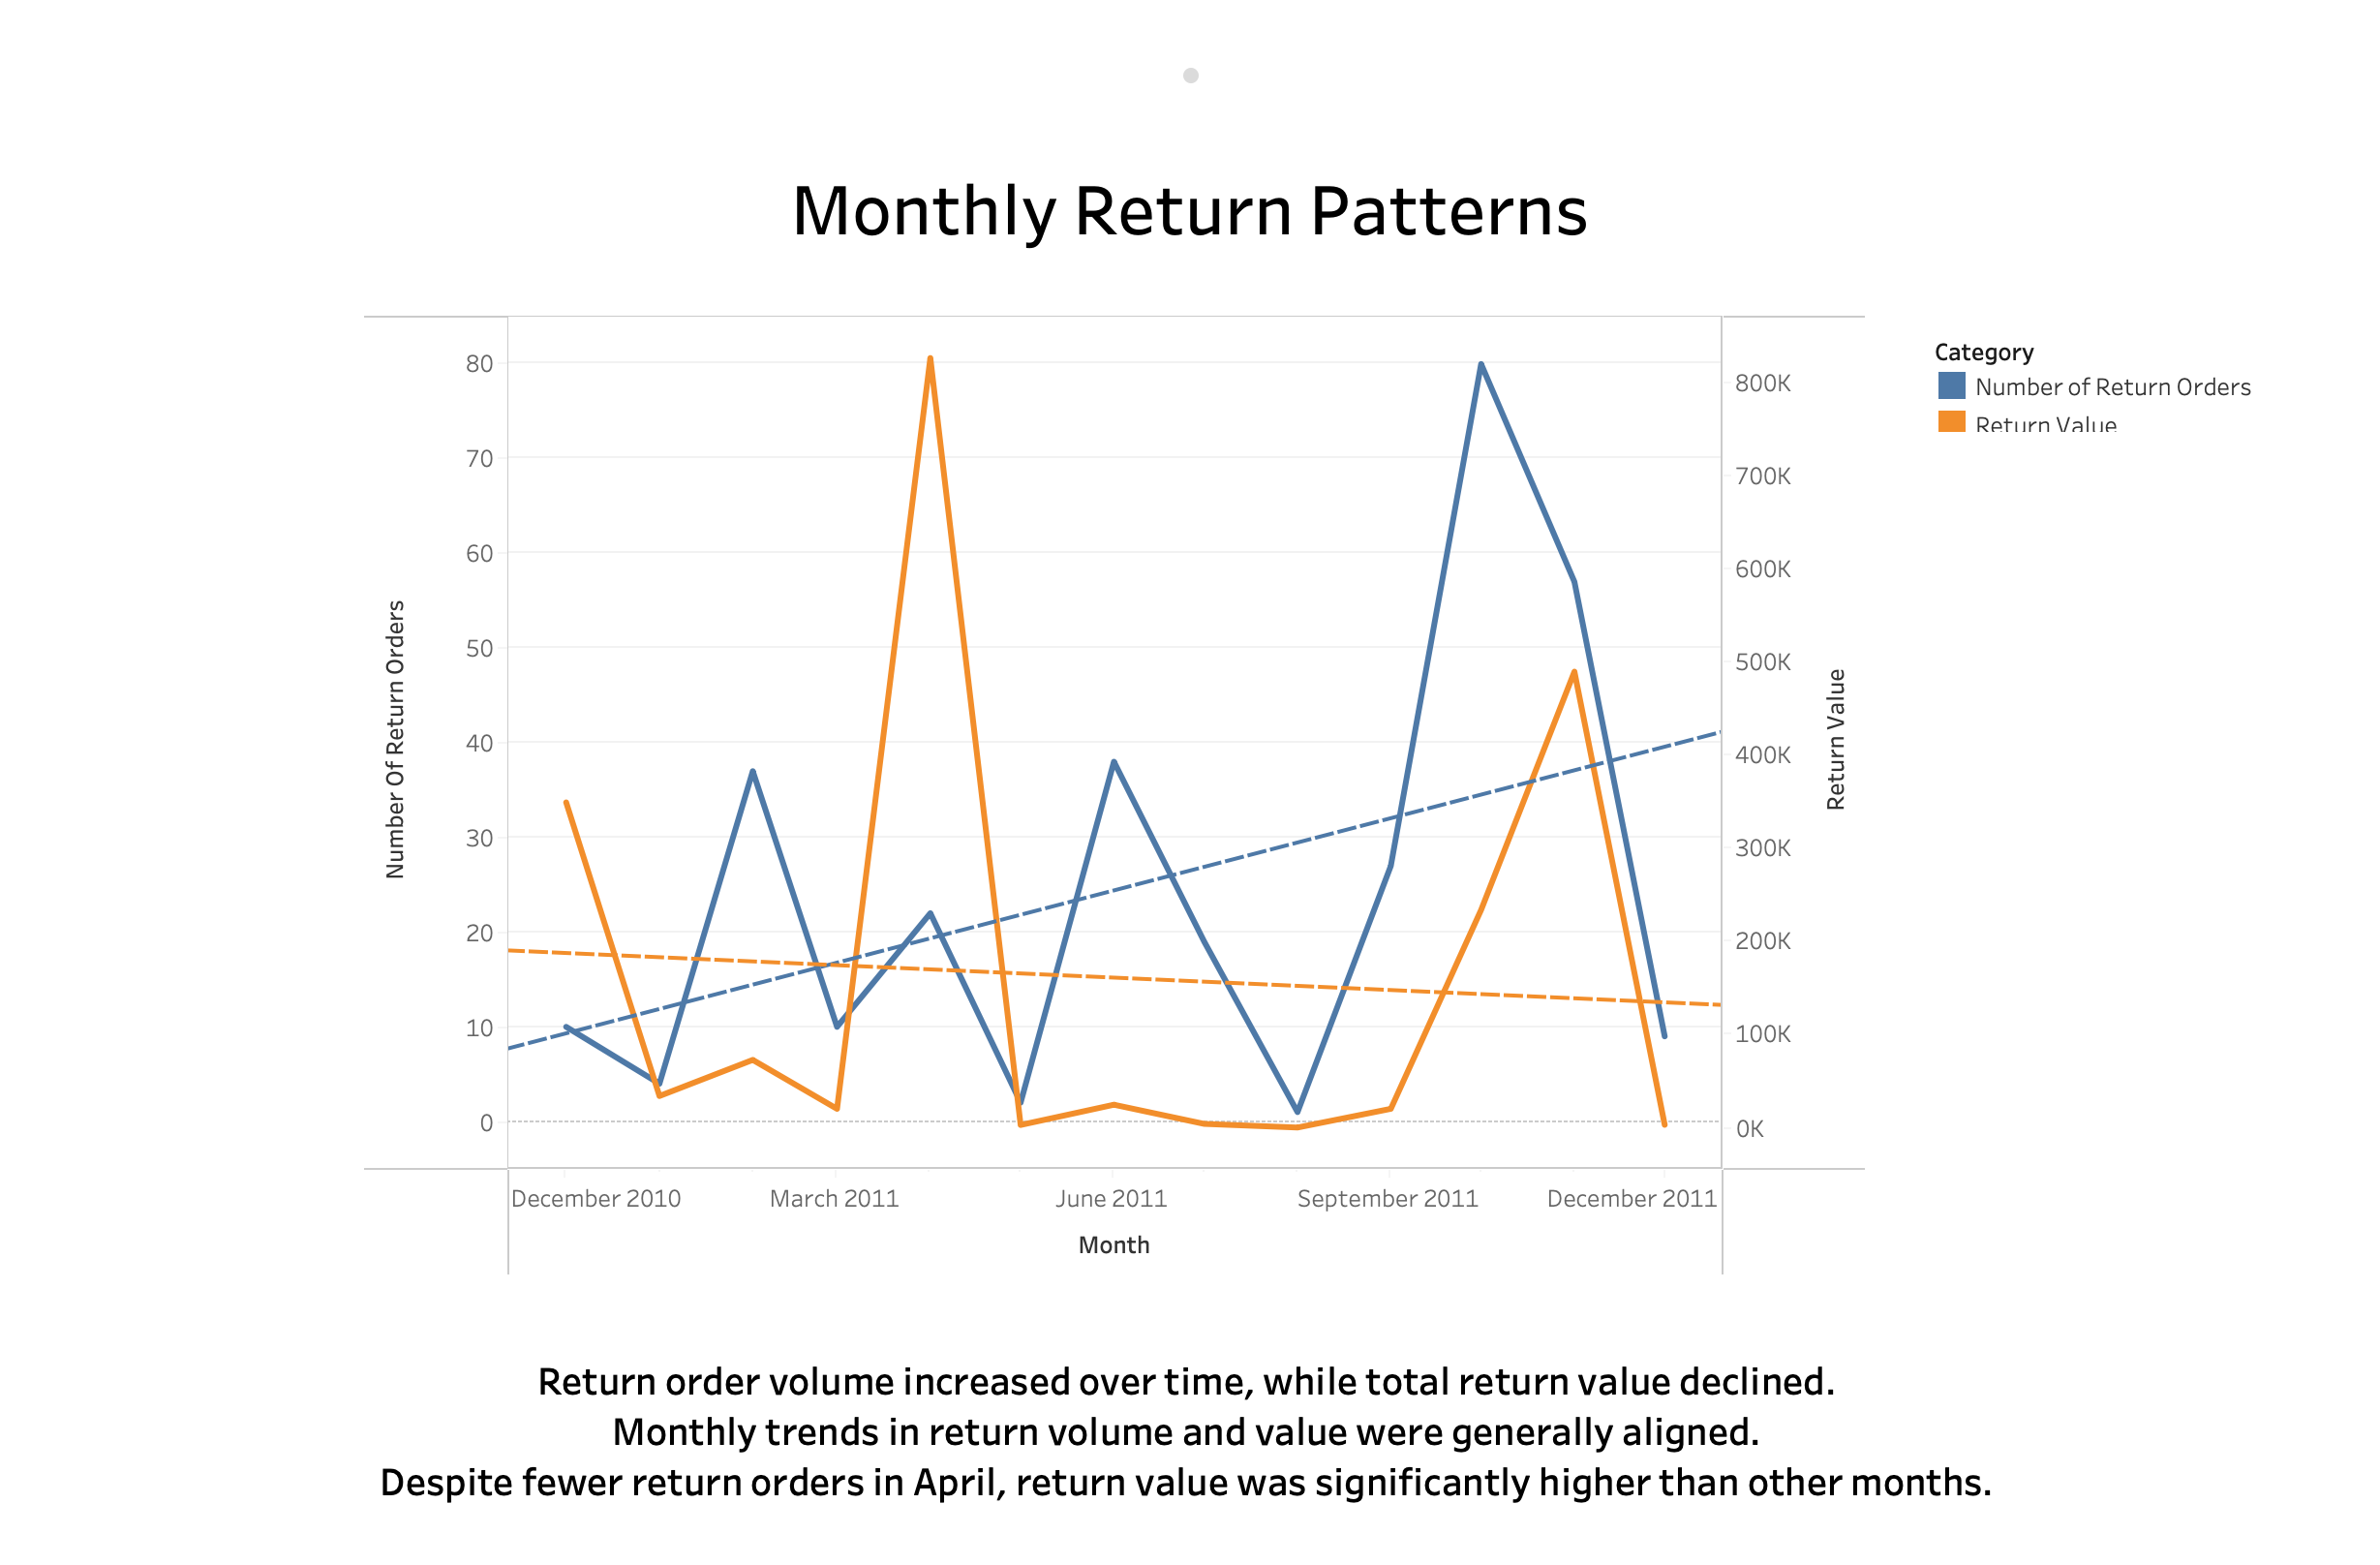 Monthly Return Patterns
Category
Number of Return Orders
Return Value
80
70
60
50
40
30
20
10
0
Number Of Return Orders
800K
700K
600K
500K
400K
300K
200K
100K
0K
Return Value
December 2010
March 2011
June 2011
September 2011
December 2011
Month
Return order volume increased over time, while total return value declined.
Monthly trends in return volume and value were generally aligned.
Despite fewer return orders in April, return value was significantly higher than other months.